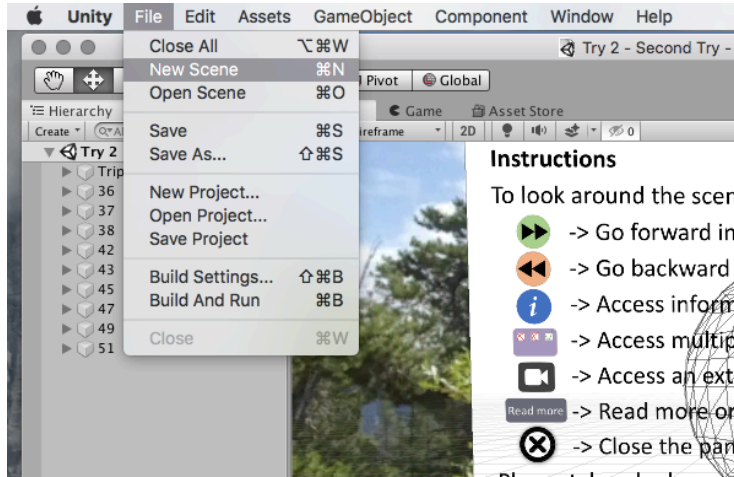 Unity File Edit Assets GameObject Component Window Help
Try 2 - Second Try -
Close All ⌥⌘W
New Scene ⌘N
Open Scene ⌘O
Save ⌘S
Save As... ⇧⌘S
New Project...
Open Project...
Save Project
Build Settings... ⇧⌘B
Build And Run ⌘B
Close ⌘W
Pivot Global
Hierarchy
Game Asset Store
Create
2D 0
Try 2
Trip
36
37
38
42
43
45
47
49
51
Instructions
To look around the scen
-> Go forward in
-> Go backward
i -> Access inform
-> Access multip
-> Access an ext
Read more -> Read more or
-> Close the pan